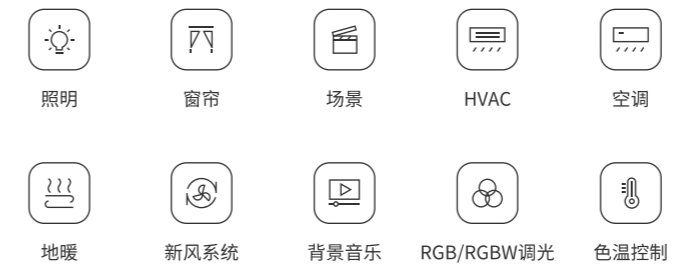 照明
窗帘
场景
HVAC
空调
地暖
新风系统
背景音乐
RGB/RGBW调光
色温控制